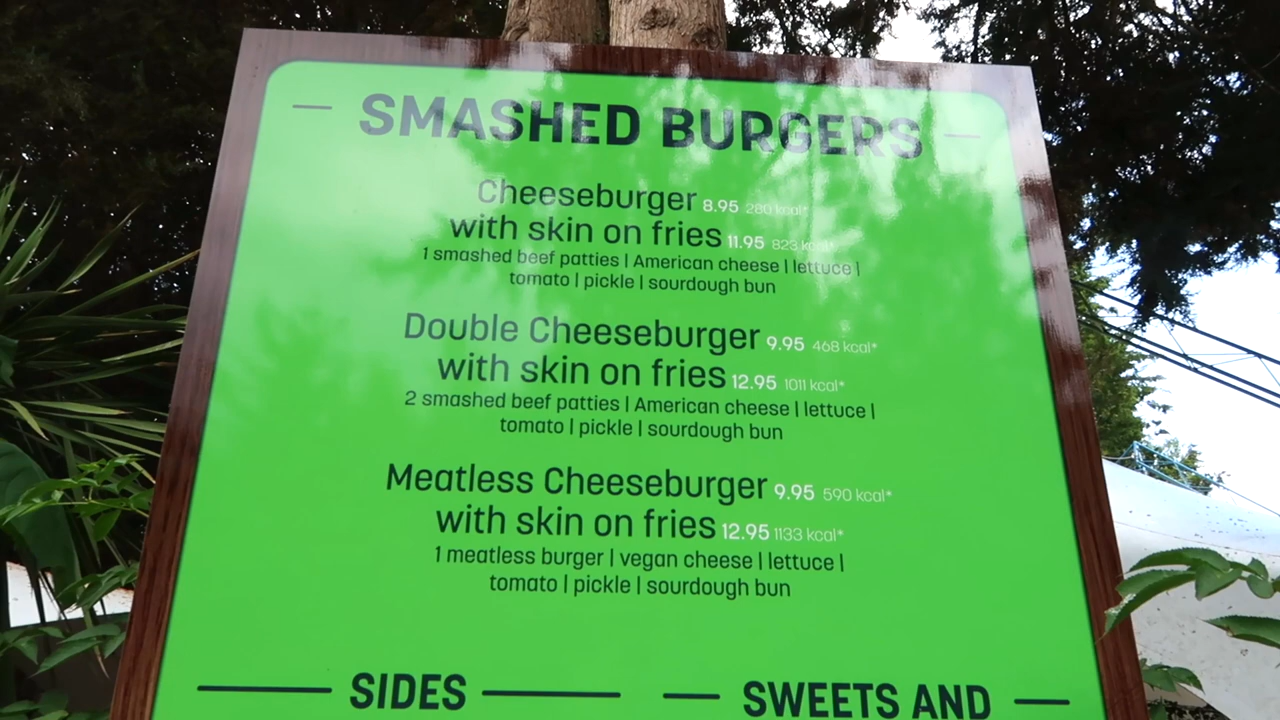 SMASHED BURGERS
Cheeseburger 8.95 280 kcal*
with skin on fries 11.95 823 kcal*
1 smashed beef patties | American cheese | lettuce |
tomato | pickle | sourdough bun
Double Cheeseburger 9.95 468 kcal*
with skin on fries 12.95 1011 kcal*
2 smashed beef patties | American cheese | lettuce |
tomato | pickle | sourdough bun
Meatless Cheeseburger 9.95 590 kcal*
with skin on fries 12.95 1133 kcal*
1 meatless burger | vegan cheese | lettuce |
tomato | pickle | sourdough bun
SIDES
SWEETS AND